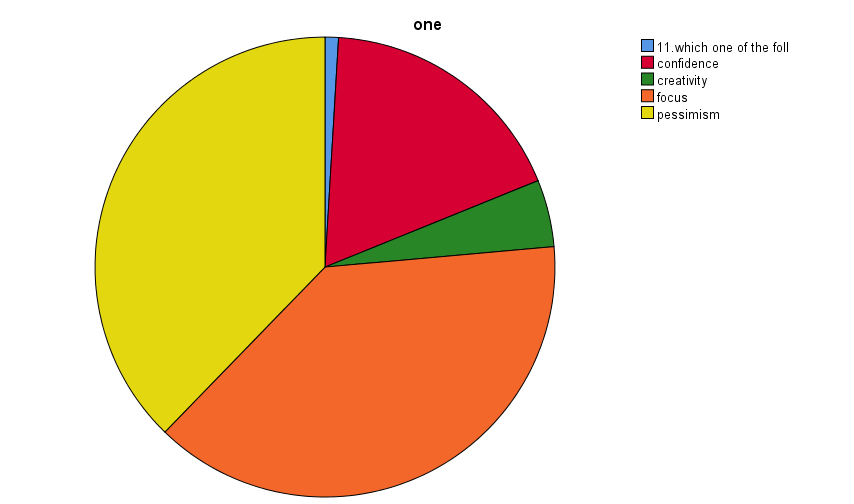 one
11.which one of the foll
confidence
creativity
focus
pessimism